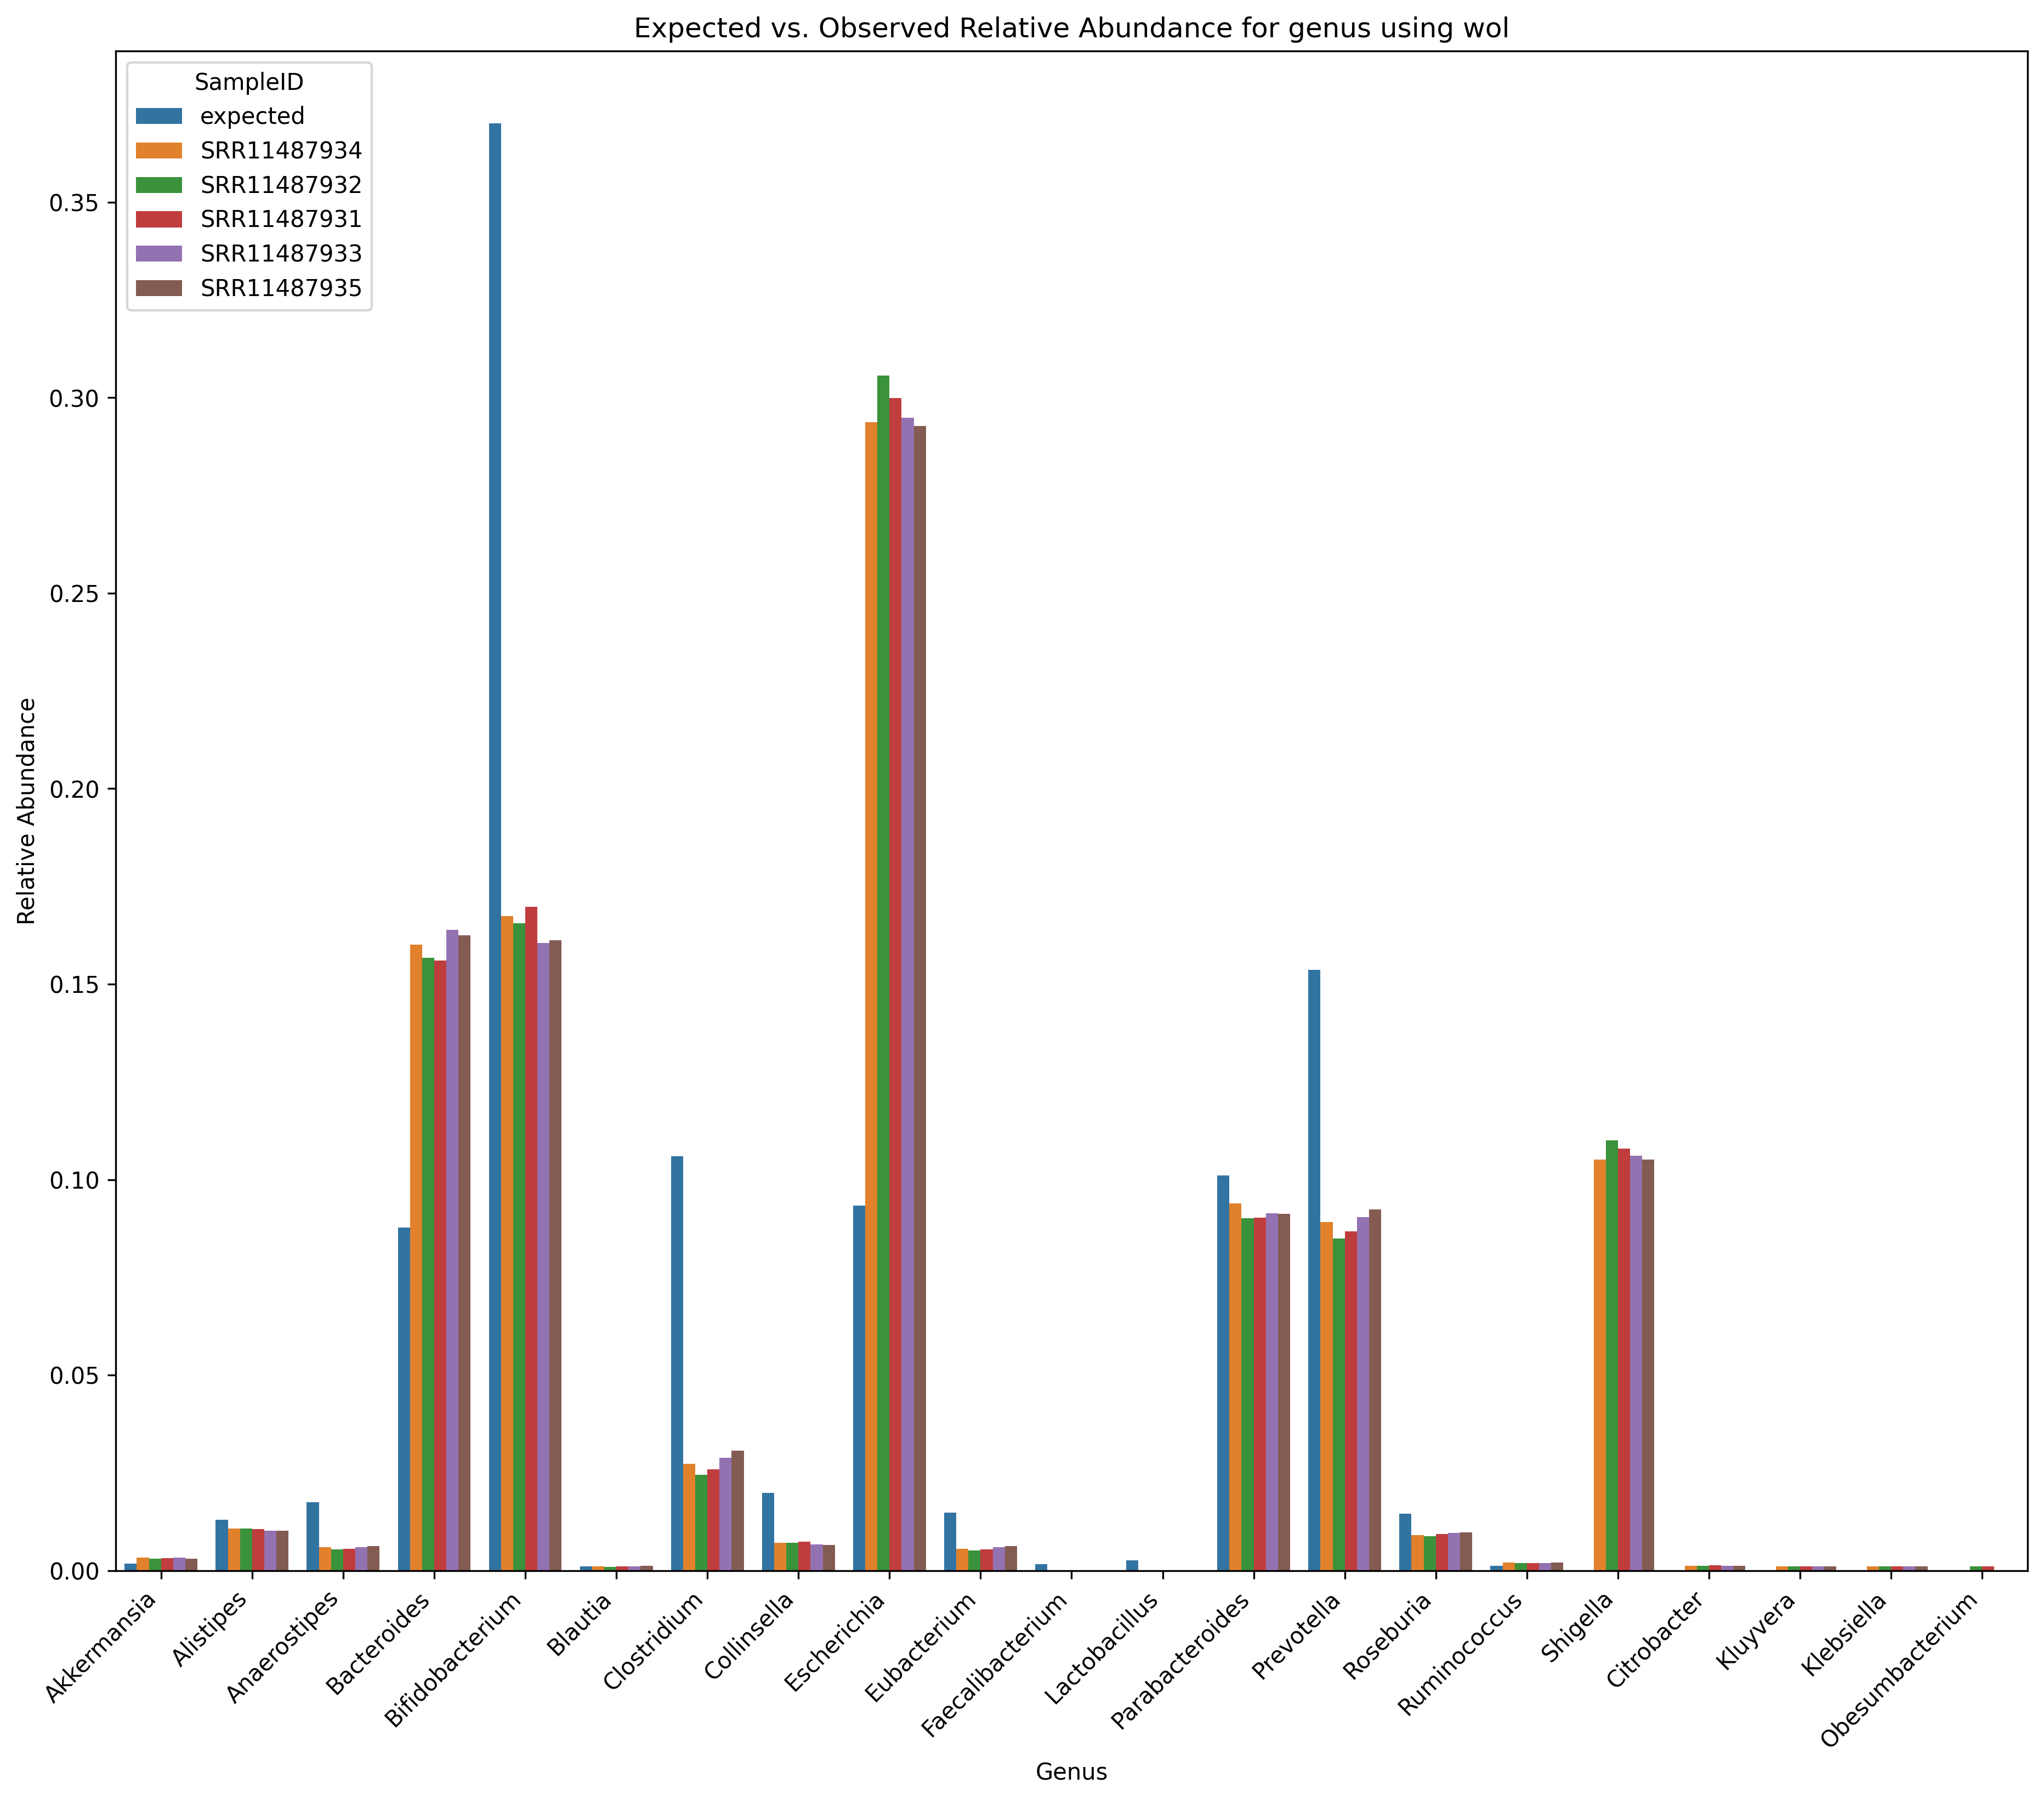 Expected vs. Observed Relative Abundance for genus using wol
SampleID
expected
SRR11487934
SRR11487932
SRR11487931
SRR11487933
SRR11487935
Relative Abundance
0.35
0.30
0.25
0.20
0.15
0.10
0.05
0.00
Akkermansia
Alistipes
Anaerostipes
Bacteroides
Bifidobacterium
Blautia
Clostridium
Collinsella
Escherichia
Eubacterium
Faecalibacterium
Lactobacillus
Parabacteroides
Prevotella
Roseburia
Ruminococcus
Shigella
Citrobacter
Kluyvera
Klebsiella
Obesumbacterium
Genus